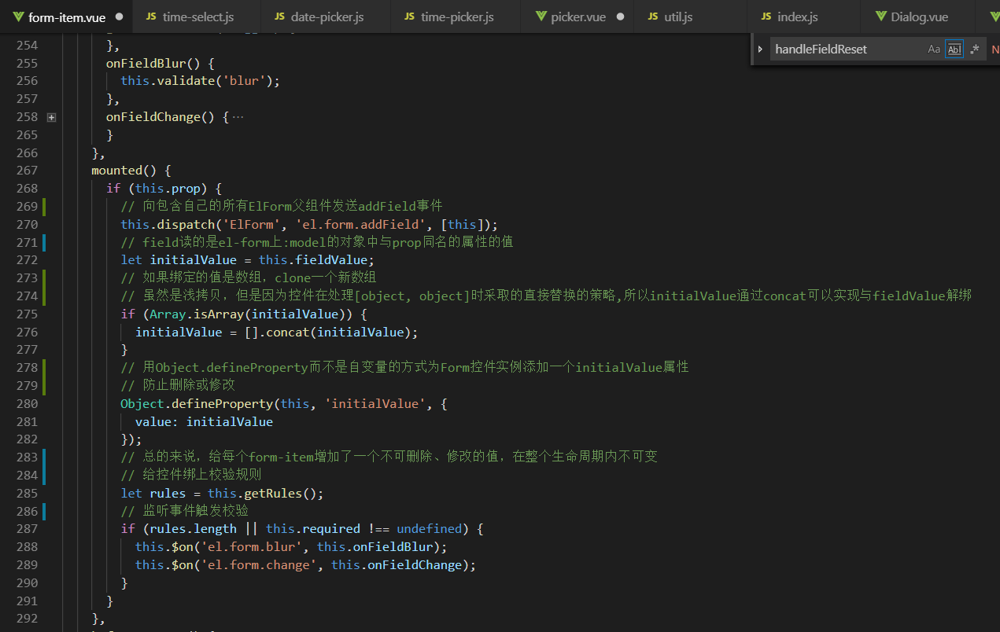 form-item.vue
JS time-select.js
JS date-picker.js
JS time-picker.js
picker.vue
JS util.js
JS index.js
Dialog.vue
handleFieldReset
Aa
Abl
.*
N
254 },
255 onFieldBlur() {
256 this.validate('blur');
257 },
258 onFieldChange() {···
265 }
266 },
267 mounted() {
268 if (this.prop) {
269 // 向包含自己的所有ElForm父组件发送addField事件
270 this.dispatch('ElForm', 'el.form.addField', [this]);
271 // field读的是el-form上:model的对象中与prop同名的属性的值
272 let initialValue = this.fieldValue;
273 // 如果绑定的值是数组，clone一个新数组
274 // 虽然是浅拷贝，但是因为控件在处理[object, object]时采取的直接替换的策略,所以initialValue通过concat可以实现与fieldValue解绑
275 if (Array.isArray(initialValue)) {
276 initialValue = [].concat(initialValue);
277 }
278 // 用Object.defineProperty而不是自变量的方式为Form控件实例添加一个initialValue属性
279 // 防止删除或修改
280 Object.defineProperty(this, 'initialValue', {
281 value: initialValue
282 });
283 // 总的来说，给每个form-item增加了一个不可删除、修改的值，在整个生命周期内不可变
284 // 给控件绑上校验规则
285 let rules = this.getRules();
286 // 监听事件触发校验
287 if (rules.length || this.required !== undefined) {
288 this.$on('el.form.blur', this.onFieldBlur);
289 this.$on('el.form.change', this.onFieldChange);
290 }
291 }
292 },